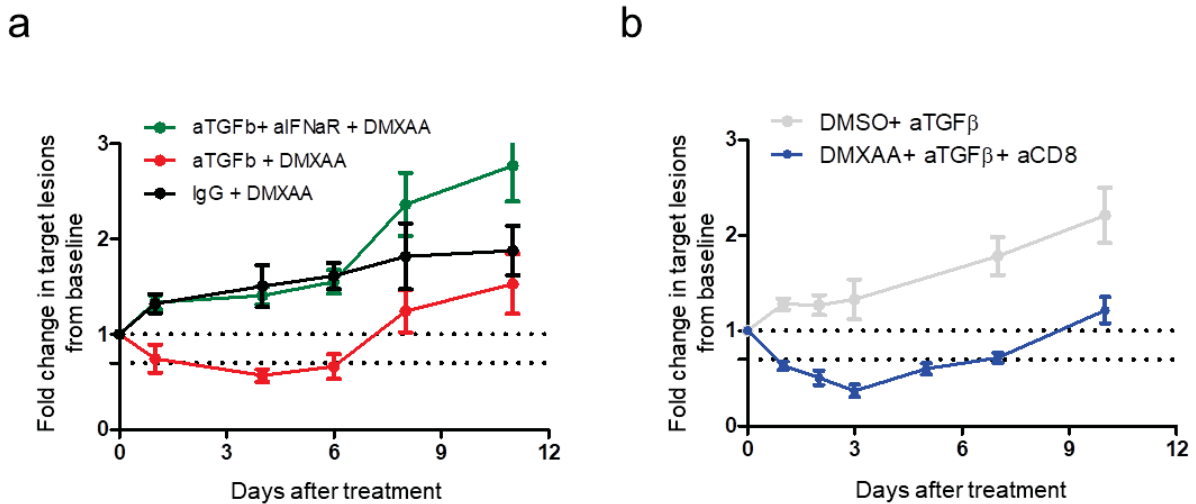 a
aTGFb+ aIFNaR + DMXAA
aTGFb + DMXAA
IgG + DMXAA
Fold change in target lesions
from baseline
3
2
1
0
0
3
6
9
12
Days after treatment
b
DMSO+ aTGFβ
DMXAA+ aTGFβ+ aCD8
Fold change in target lesions
from baseline
3
2
1
0
0
3
6
9
12
Days after treatment